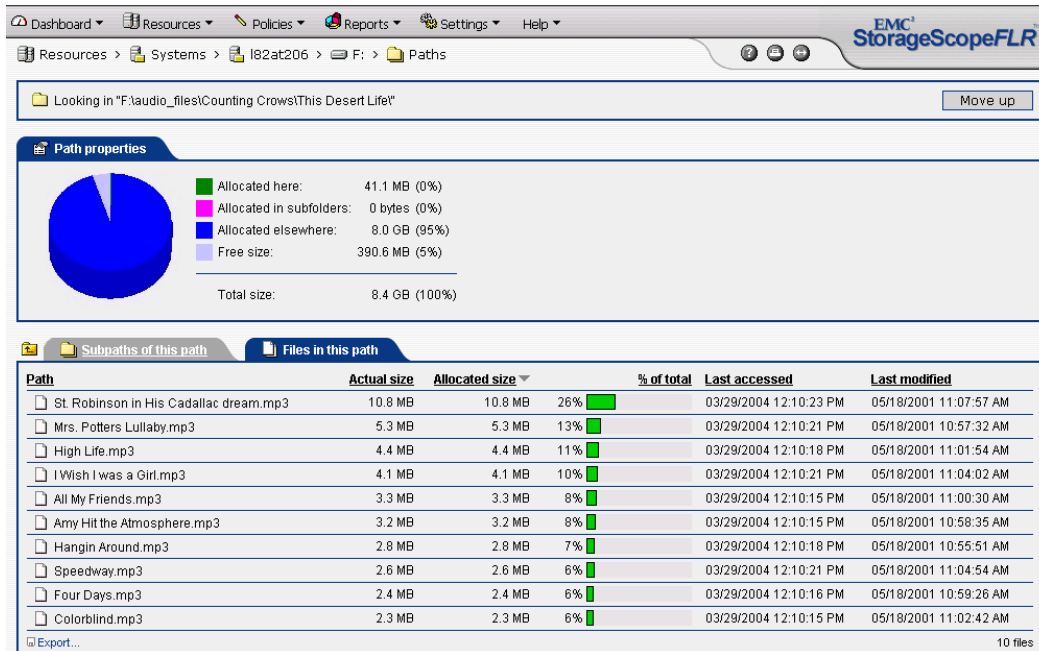 Dashboard Resources Policies Reports Settings Help
EMC²
StorageScopeFLR
Resources > Systems > l82at206 > F: > Paths
Looking in "F:\audio_files\Counting Crows\This Desert Life\"
Move up
Path properties
Allocated here: 41.1 MB (0%)
Allocated in subfolders: 0 bytes (0%)
Allocated elsewhere: 8.0 GB (95%)
Free size: 390.6 MB (5%)
Total size: 8.4 GB (100%)
Subpaths of this path Files in this path
Path Actual size Allocated size % of total Last accessed Last modified
St. Robinson in His Cadallac dream.mp3 10.8 MB 10.8 MB 26% 03/29/2004 12:10:23 PM 05/18/2001 11:07:57 AM
Mrs. Potters Lullaby.mp3 5.3 MB 5.3 MB 13% 03/29/2004 12:10:21 PM 05/18/2001 10:57:32 AM
High Life.mp3 4.4 MB 4.4 MB 11% 03/29/2004 12:10:18 PM 05/18/2001 11:01:54 AM
I Wish I was a Girl.mp3 4.1 MB 4.1 MB 10% 03/29/2004 12:10:21 PM 05/18/2001 11:04:02 AM
All My Friends.mp3 3.3 MB 3.3 MB 8% 03/29/2004 12:10:15 PM 05/18/2001 11:00:30 AM
Amy Hit the Atmosphere.mp3 3.2 MB 3.2 MB 8% 03/29/2004 12:10:15 PM 05/18/2001 10:58:35 AM
Hangin Around.mp3 2.8 MB 2.8 MB 7% 03/29/2004 12:10:18 PM 05/18/2001 10:55:51 AM
Speedway.mp3 2.6 MB 2.6 MB 6% 03/29/2004 12:10:21 PM 05/18/2001 11:04:54 AM
Four Days.mp3 2.4 MB 2.4 MB 6% 03/29/2004 12:10:16 PM 05/18/2001 10:59:26 AM
Colorblind.mp3 2.3 MB 2.3 MB 6% 03/29/2004 12:10:15 PM 05/18/2001 11:02:42 AM
Export... 10 files